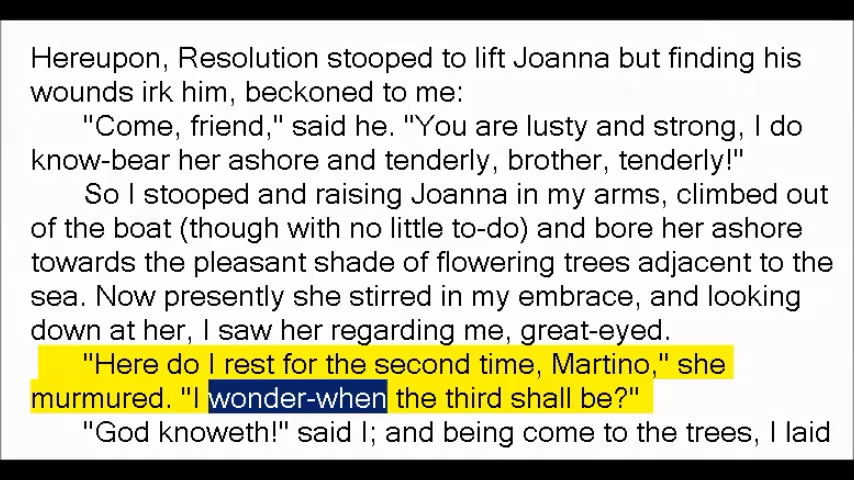 Hereupon, Resolution stooped to lift Joanna but finding his
wounds irk him, beckoned to me:
"Come, friend," said he. "You are lusty and strong, I do
know-bear her ashore and tenderly, brother, tenderly!"
So I stooped and raising Joanna in my arms, climbed out
of the boat (though with no little to-do) and bore her ashore
towards the pleasant shade of flowering trees adjacent to the
sea. Now presently she stirred in my embrace, and looking
down at her, I saw her regarding me, great-eyed.
"Here do I rest for the second time, Martino," she
murmured. "I wonder-when the third shall be?"
"God knoweth!" said I; and being come to the trees, I laid